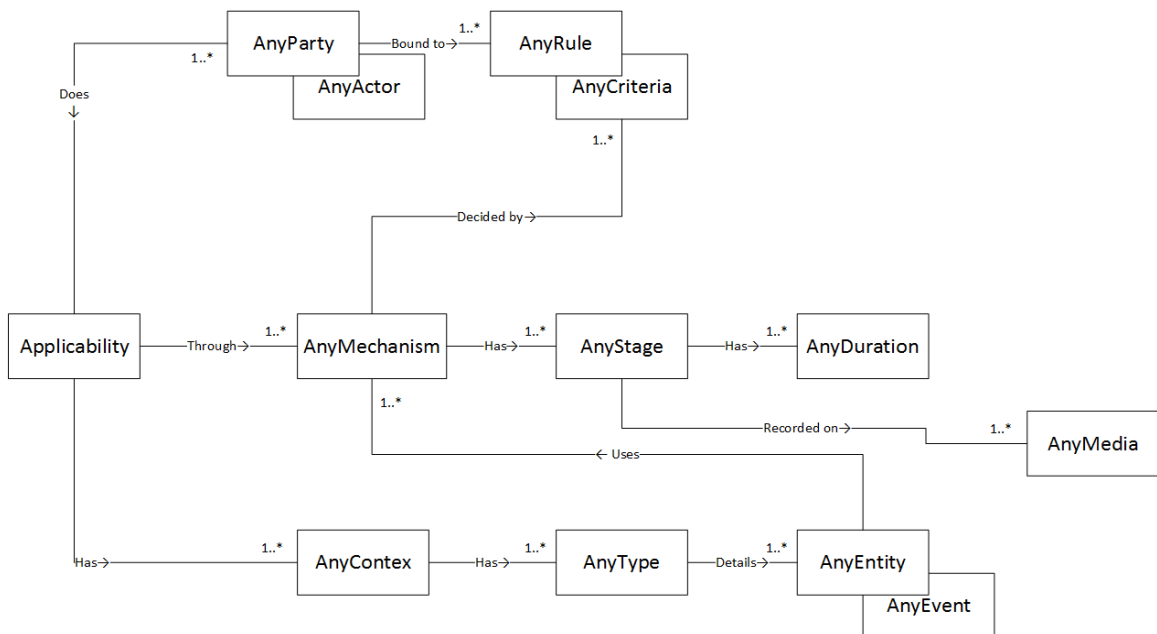 1..*
AnyParty
Bound to→
1..*
AnyRule
1..*
AnyActor
AnyCriteria
Does
1..*
Decided by→
Applicability
Through→
1..*
AnyMechanism
Has→
1..*
AnyStage
Has→
1..*
AnyDuration
1..*
Recorded on→
1..*
AnyMedia
← Uses
Has→
1..*
AnyContex
Has→
1..*
AnyType
Details→
1..*
AnyEntity
AnyEvent